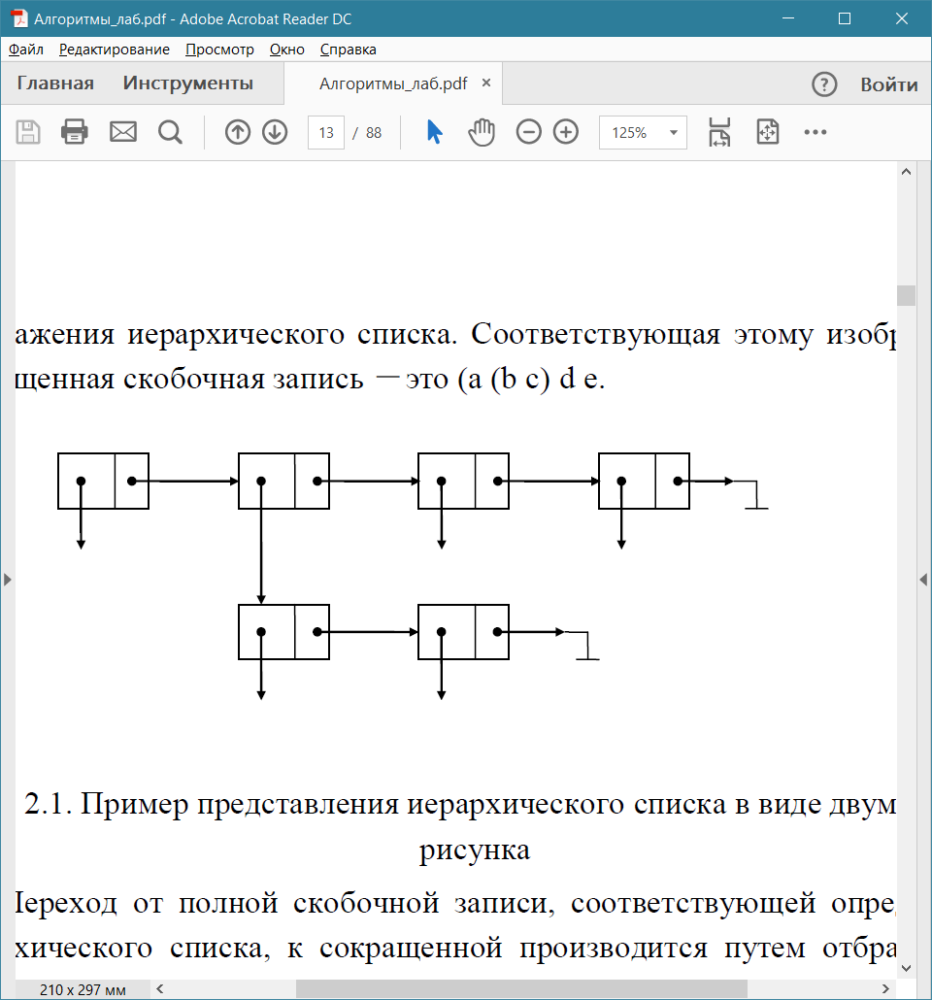 Алгоритмы_лаб.pdf - Adobe Acrobat Reader DC
Файл Редактирование Просмотр Окно Справка
Главная Инструменты Алгоритмы_лаб.pdf × ? Войти
13 / 88 125%
ажения иерархического списка. Соответствующая этому изобр
щенная скобочная запись — это (a (b c) d e.
2.1. Пример представления иерархического списка в виде двум
рисунка
Переход от полной скобочной записи, соответствующей опре
хического списка, к сокращенной производится путем отбра
210 x 297 мм